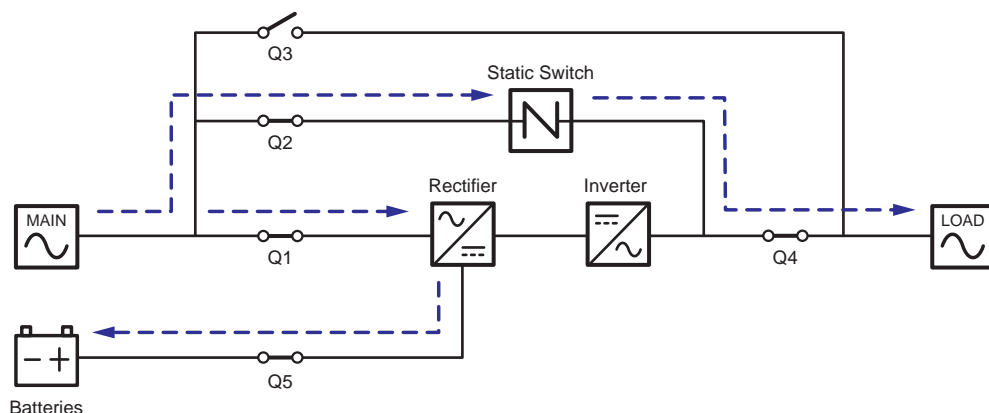 Q3
Static Switch
Q2
Rectifier
Inverter
MAIN
LOAD
Q1
Q4
Q5
Batteries